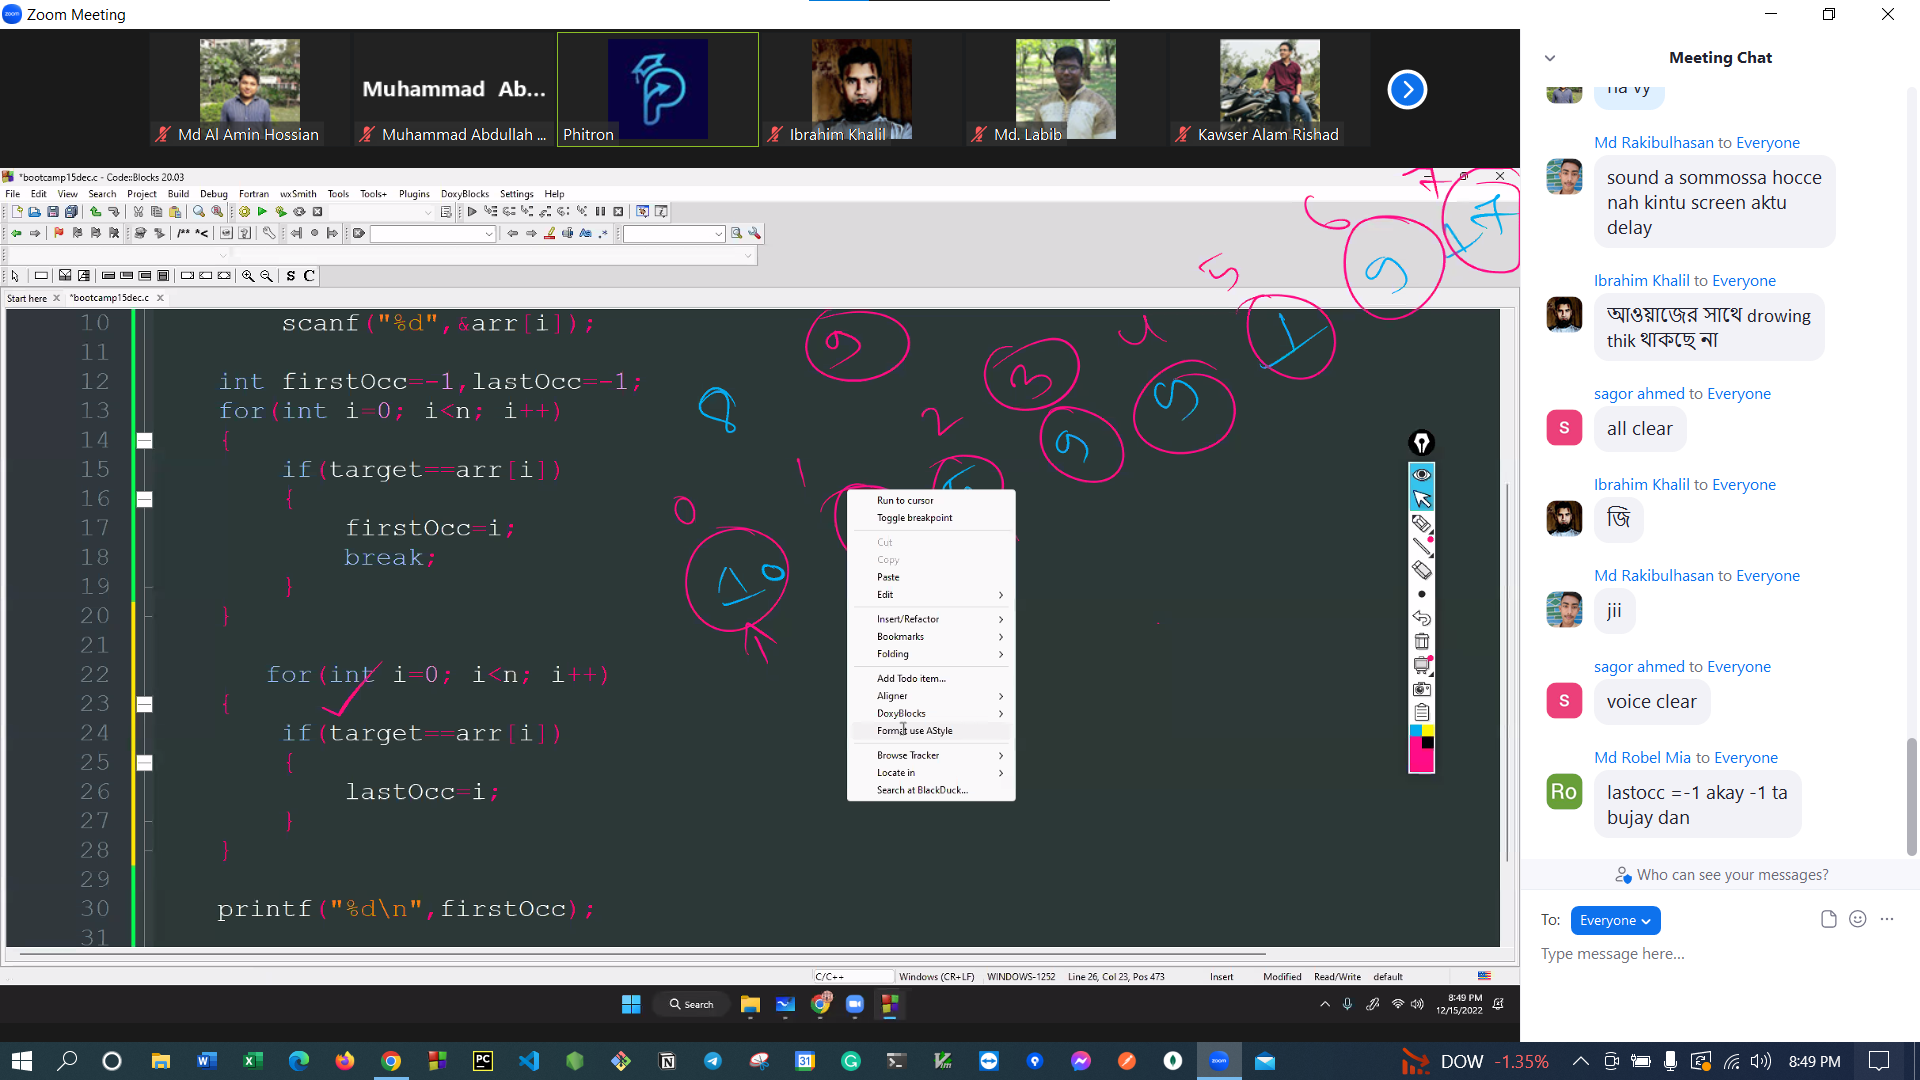 Zoom Meeting
Md Al Amin Hossian
Muhammad Ab...
Muhammad Abdullah ...
Phitron
Ibrahim Khalil
Md. Labib
Kawser Alam Rishad
*bootcamp15dec.c - Code::Blocks 20.03
File Edit View Search Project Build Debug Fortran wxSmith Tools Tools+ Plugins DoxyBlocks Settings Help
Start here *bootcamp15dec.c
10 scanf("%d",&arr[i]);
11
12 int firstOcc=-1,lastOcc=-1;
13 for(int i=0; i<n; i++)
14 {
15 if(target==arr[i])
16 {
17 firstOcc=i;
18 break;
19 }
20 }
21
22 for(int i=0; i<n; i++)
23 {
24 if(target==arr[i])
25 {
26 lastOcc=i;
27 }
28 }
29
30 printf("%d\n",firstOcc);
31
8
0
1
2
3
5
6
Run to cursor
Toggle breakpoint
Cut
Copy
Paste
Edit
Insert/Refactor
Bookmarks
Folding
Add Todo item...
Aligner
DoxyBlocks
Format use AStyle
Browse Tracker
Locate in
Search at BlackDuck...
C/C++ Windows (CR+LF) WINDOWS-1252 Line 26, Col 23, Pos 473 Insert Modified Read/Write default
Search
8:49 PM
12/15/2022
Meeting Chat
na vy
Md Rakibulhasan to Everyone
sound a sommossa hocce
nah kintu screen aktu
delay
Ibrahim Khalil to Everyone
আওয়াজের সাথে drowing
thik থাকছে না
sagor ahmed to Everyone
S
all clear
Ibrahim Khalil to Everyone
জি
Md Rakibulhasan to Everyone
jii
sagor ahmed to Everyone
S
voice clear
Md Robel Mia to Everyone
Ro
lastocc =-1 akay -1 ta
bujay dan
Who can see your messages?
To: Everyone
Type message here...
DOW -1.35%
8:49 PM